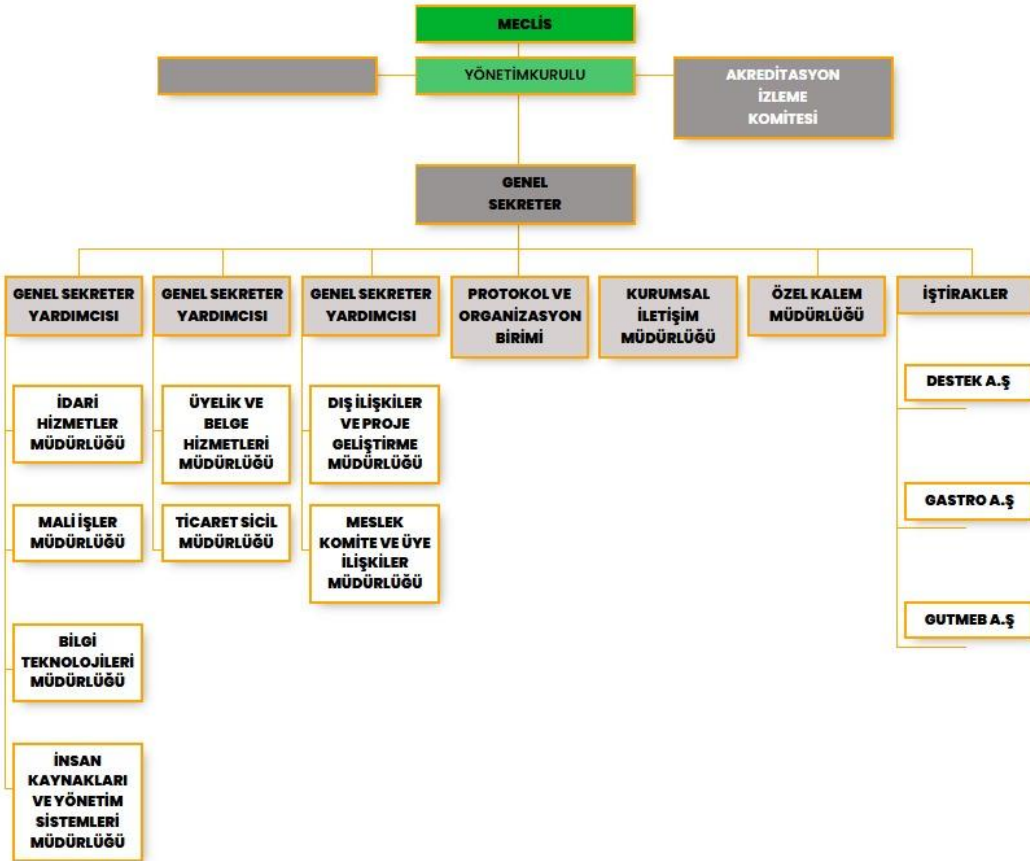 MECLİS
YÖNETİMKURULU
AKREDİTASYON
İZLEME
KOMİTESİ
GENEL
SEKRETER
GENEL SEKRETER
YARDIMCISI
GENEL SEKRETER
YARDIMCISI
GENEL SEKRETER
YARDIMCISI
PROTOKOL VE
ORGANİZASYON
BİRİMİ
KURUMSAL
İLETİŞİM
MÜDÜRLÜĞÜ
ÖZEL KALEM
MÜDÜRLÜĞÜ
İŞTİRAKLER
İDARİ
HİZMETLER
MÜDÜRLÜĞÜ
MALİ İŞLER
MÜDÜRLÜĞÜ
BİLGİ
TEKNOLOJİLERİ
MÜDÜRLÜĞÜ
İNSAN
KAYNAKLARI
VE YÖNETİM
SİSTEMLERİ
MÜDÜRLÜĞÜ
ÜYELİK VE
BELGE
HİZMETLERİ
MÜDÜRLÜĞÜ
TİCARET SİCİL
MÜDÜRLÜĞÜ
DIŞ İLİŞKİLER
VE PROJE
GELİŞTİRME
MÜDÜRLÜĞÜ
MESLEK
KOMİTE VE ÜYE
İLİŞKİLER
MÜDÜRLÜĞÜ
DESTEK A.Ş
GASTRO A.Ş
GUTMEB A.Ş